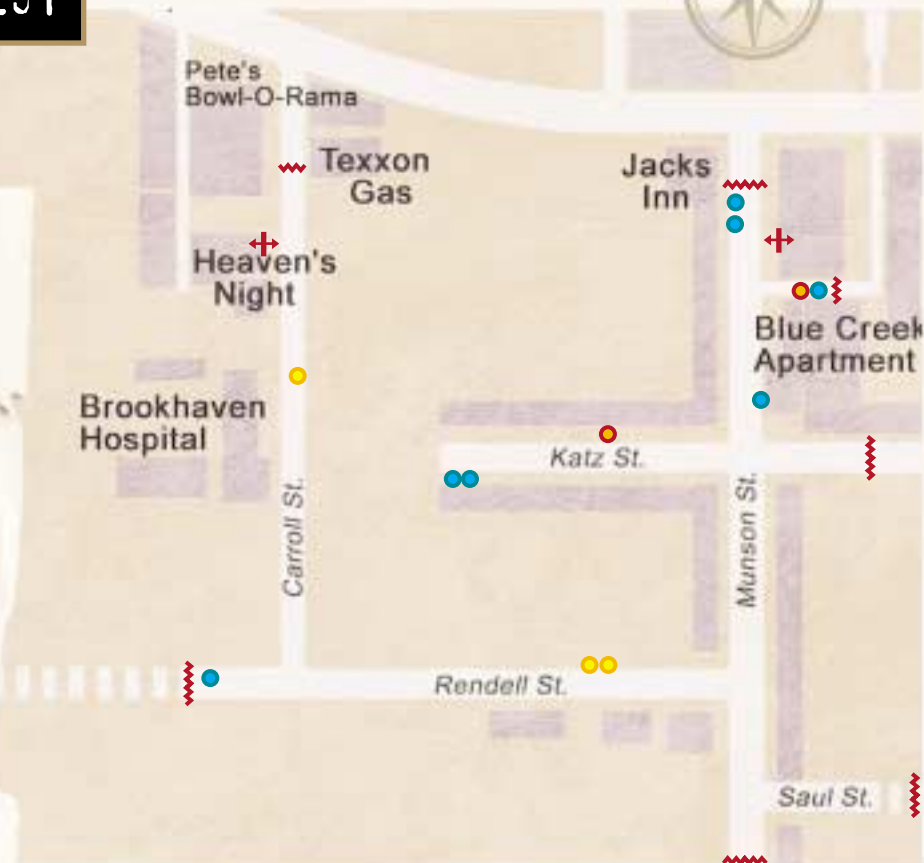 Pete's
Bowl-O-Rama
Texxon
Gas
Jacks
Inn
Heaven's
Night
Blue Creek
Apartment
Brookhaven
Hospital
Katz St.
Carroll St.
Munson St.
Rendell St.
Saul St.